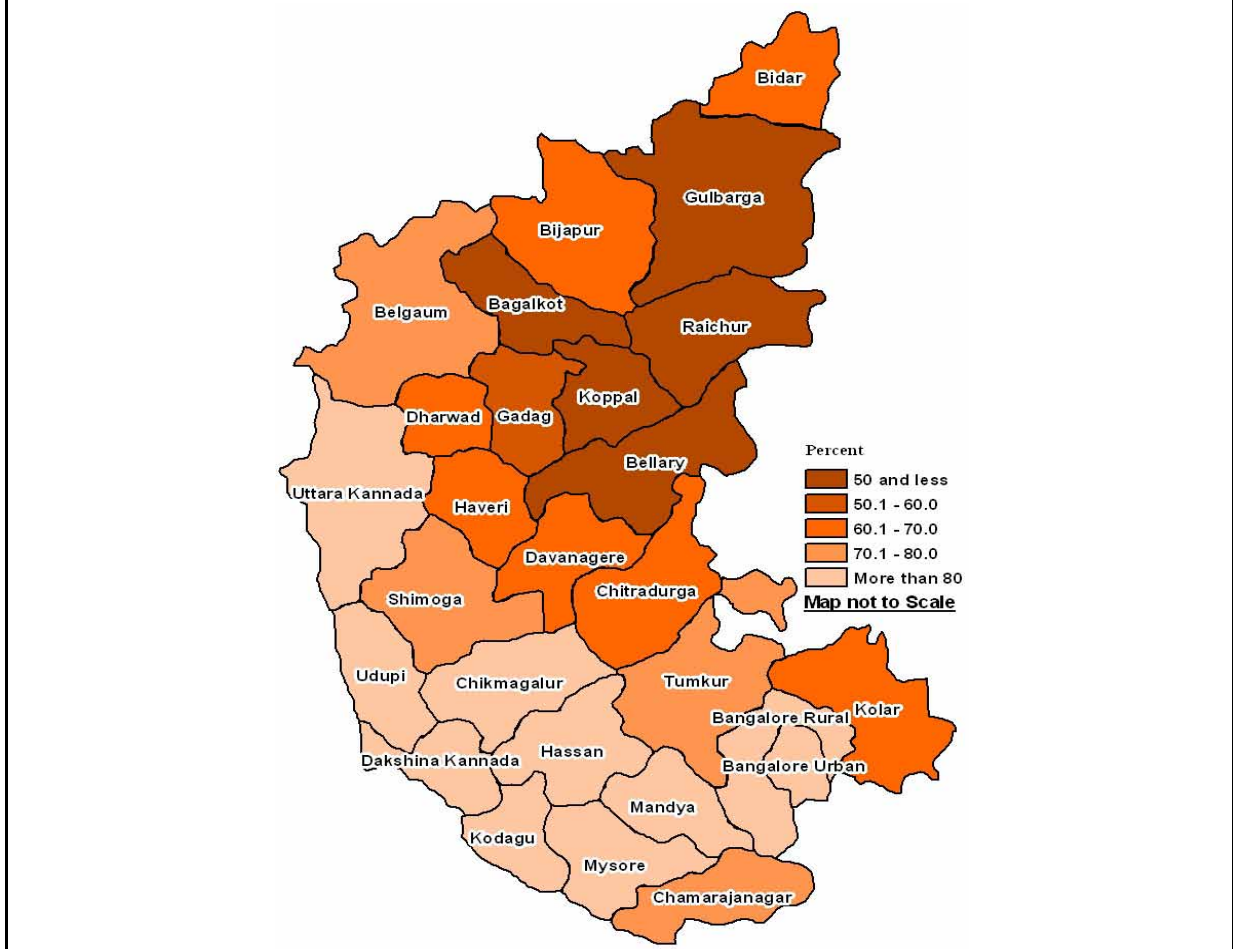 Bidar
Gulbarga
Bijapur
Bagalkot
Belgaum
Raichur
Koppal
Dharwad
Gadag
Bellary
Uttara Kannada
Haveri
Davanagere
Chitradurga
Shimoga
Percent
50 and less
50.1 - 60.0
60.1 - 70.0
70.1 - 80.0
More than 80
Map not to Scale
Udupi
Chikmagalur
Tumkur
Kolar
Bangalore Rural
Hassan
Dakshina Kannada
Bangalore Urban
Mandya
Kodagu
Mysore
Chamarajanagar